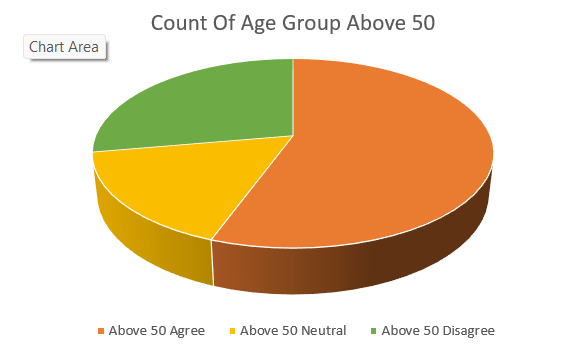 Count Of Age Group Above 50
Chart Area
Above 50 Agree
Above 50 Neutral
Above 50 Disagree